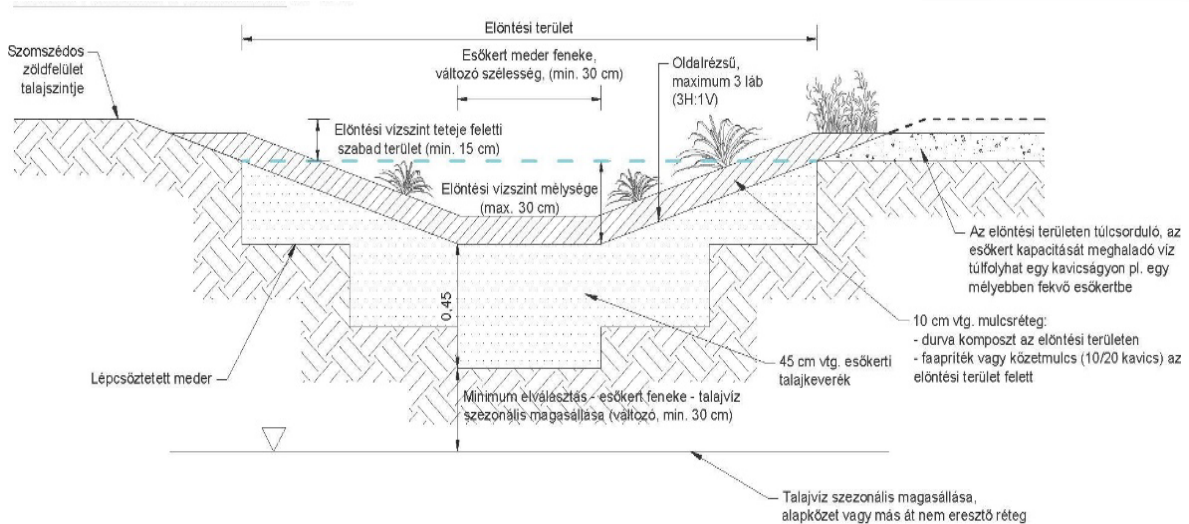 Elöntési terület
Szomszédos
zöldfelület
talajszintje
Esőkert meder feneke,
változó szélesség, (min. 30 cm)
Oldalrézsű,
maximum 3 láb
(3H:1V)
Elöntési vízszint teteje feletti
szabad terület (min. 15 cm)
Elöntési vízszint mélysége
(max. 30 cm)
Az elöntési területen túlcsorduló, az
esőkert kapacitását meghaladó víz
túlfolyhat egy kavicságyon pl. egy
mélyebben fekvő esőkertbe
0.45
10 cm vtg. mulcsréteg:
- durva komposzt az elöntési területen
- faapríték vagy kőzetmulcs (10/20 kavics) az
elöntési terület felett
45 cm vtg. esőkerti
talajkeverék
Lépcsőztetett meder
Minimum elválasztás - esőkert feneke - talajvíz
szezonális magasállása (változó, min. 30 cm)
Talajvíz szezonális magasállása,
alapkőzet vagy más át nem eresztő réteg